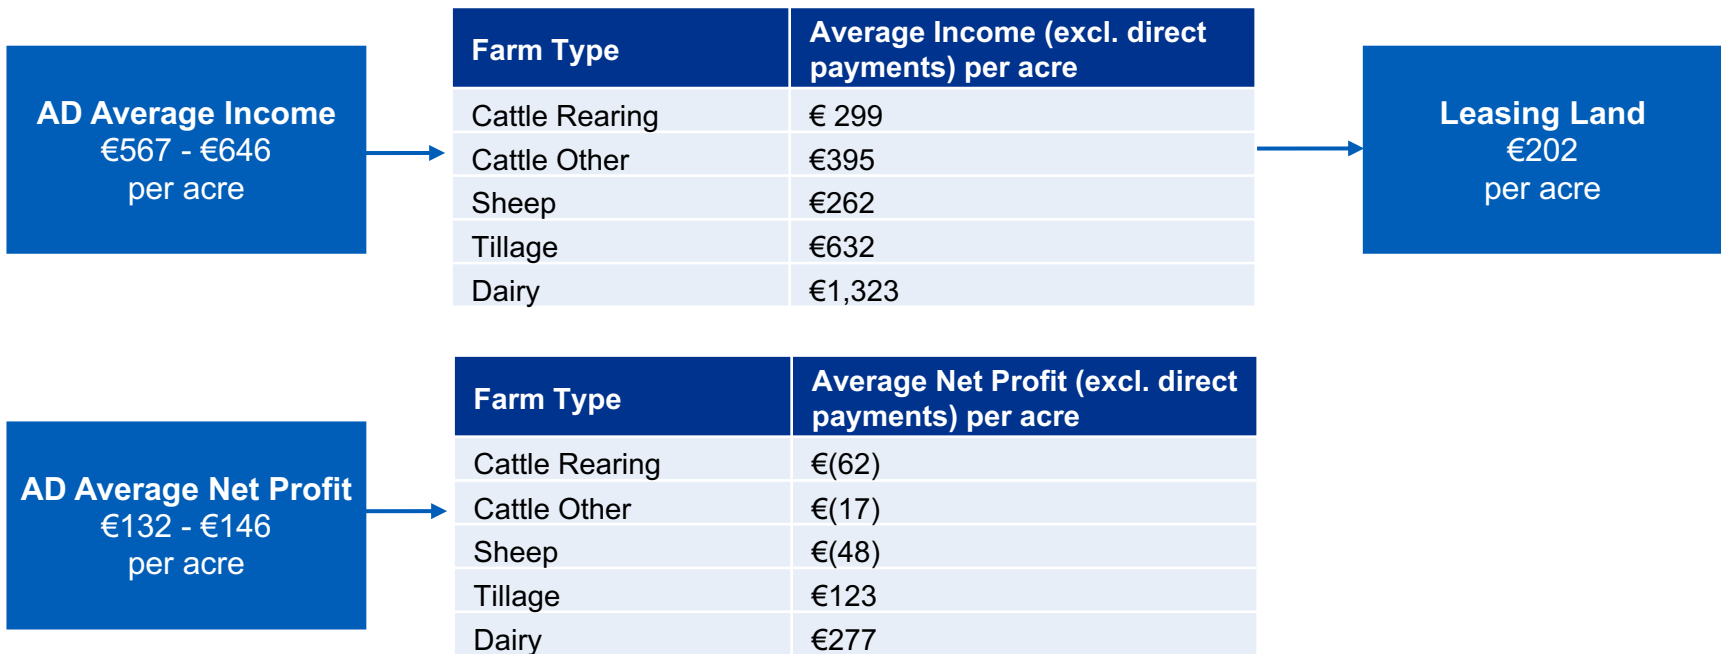 AD Average Income
€567 - €646
per acre
Farm Type
Average Income (excl. direct
payments) per acre
Cattle Rearing
€ 299
Cattle Other
€395
Sheep
€262
Tillage
€632
Dairy
€1,323
Leasing Land
€202
per acre
AD Average Net Profit
€132 - €146
per acre
Farm Type
Average Net Profit (excl. direct
payments) per acre
Cattle Rearing
€(62)
Cattle Other
€(17)
Sheep
€(48)
Tillage
€123
Dairy
€277